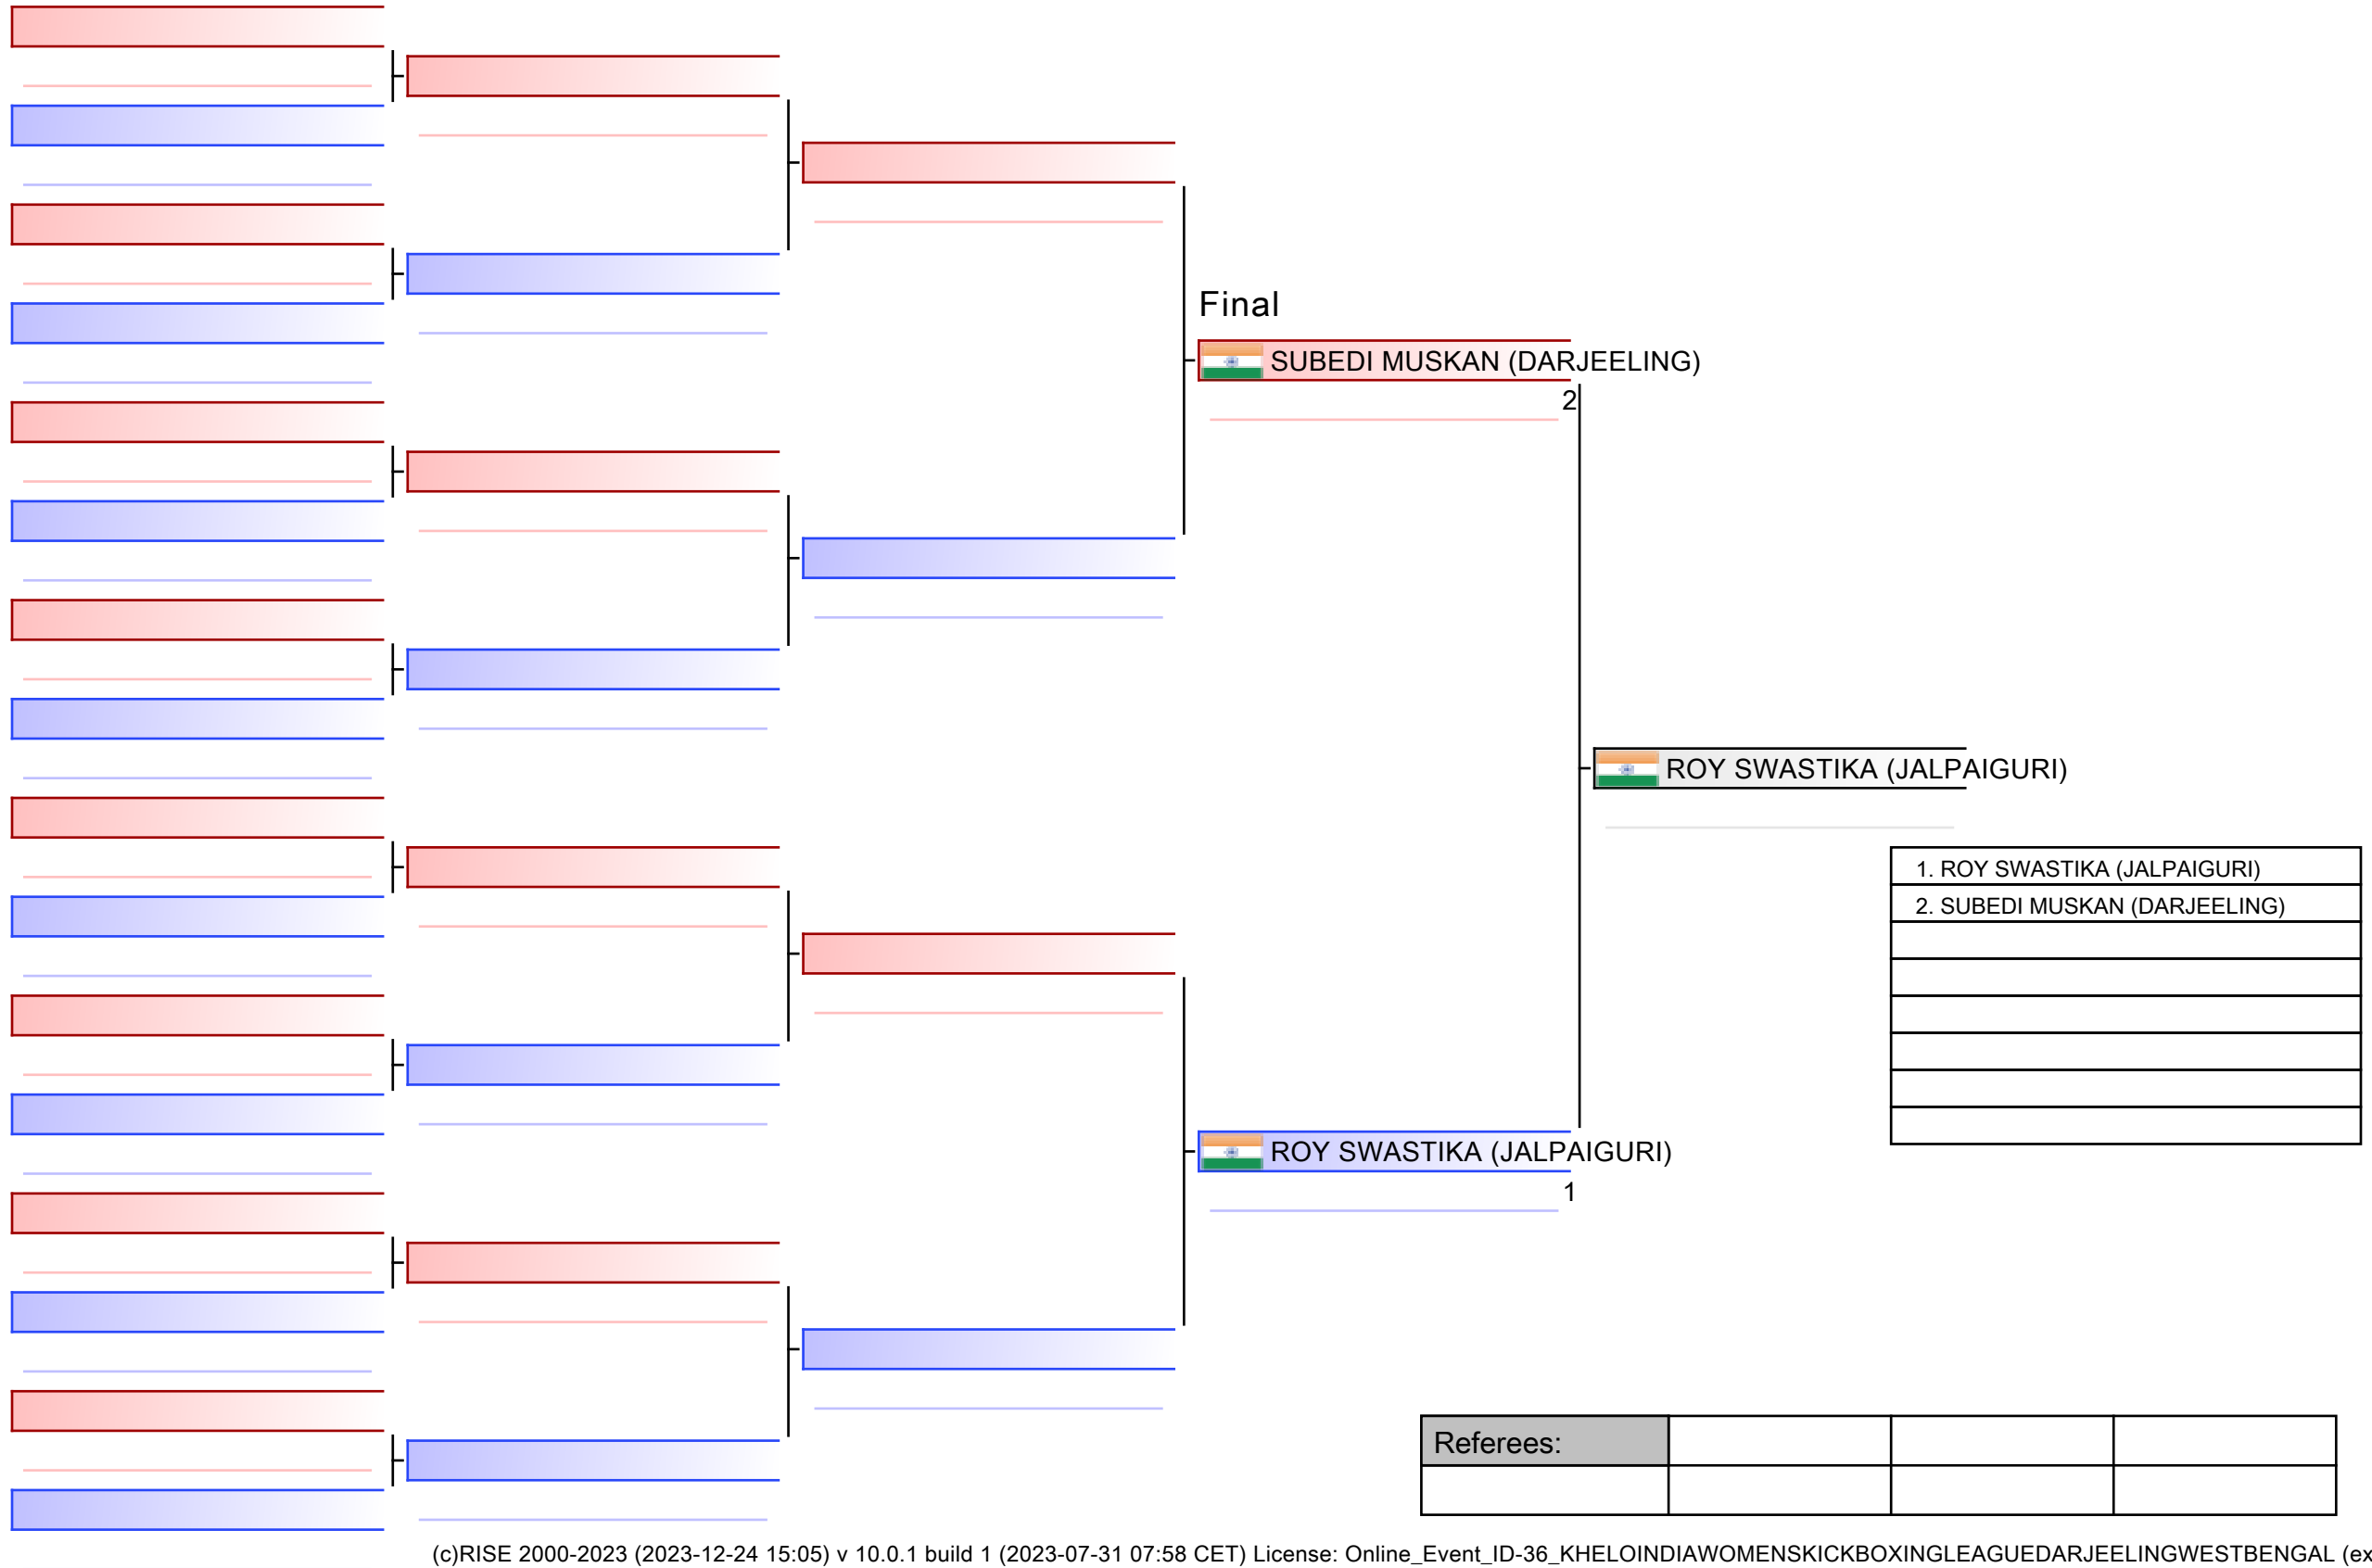 Final
SUBEDI MUSKAN (DARJEELING)
2
ROY SWASTIKA (JALPAIGURI)
1. ROY SWASTIKA (JALPAIGURI)
2. SUBEDI MUSKAN (DARJEELING)
ROY SWASTIKA (JALPAIGURI)
1
Referees:
(c)RISE 2000-2023 (2023-12-24 15:05) v 10.0.1 build 1 (2023-07-31 07:58 CET) License: Online_Event_ID-36_KHELOINDIAWOMENSKICKBOXINGLEAGUEDARJEELINGWESTBENGAL (ex